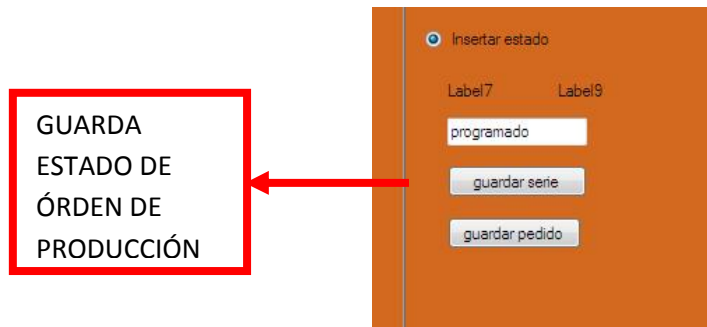 GUARDA
ESTADO DE
ÓRDEN DE
PRODUCCIÓN
Insertar estado
Label7 Label9
programado
guardar serie
guardar pedido